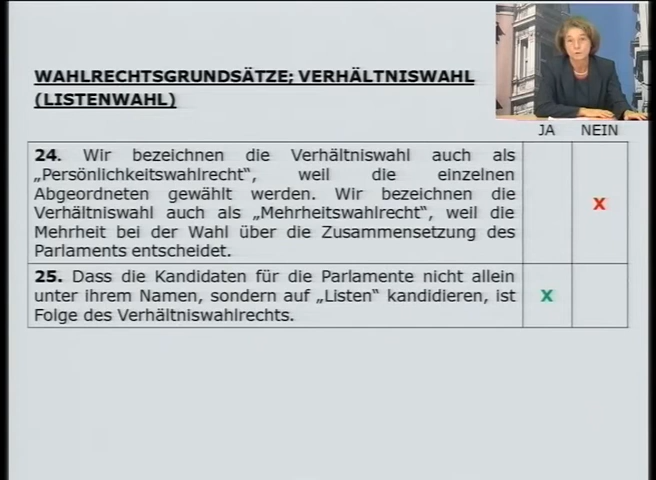 WAHLRECHTSGRUNDSÄTZE; VERHÄLTNISWAHL
(LISTENWAHL)
JA NEIN
24. Wir bezeichnen die Verhältniswahl auch als
„Persönlichkeitswahlrecht“, weil die einzelnen
Abgeordneten gewählt werden. Wir bezeichnen die
Verhältniswahl auch als „Mehrheitswahlrecht“, weil die
Mehrheit bei der Wahl über die Zusammensetzung des
Parlaments entscheidet.
X
25. Dass die Kandidaten für die Parlamente nicht allein
unter ihrem Namen, sondern auf „Listen“ kandidieren, ist
Folge des Verhältniswahlrechts.
X